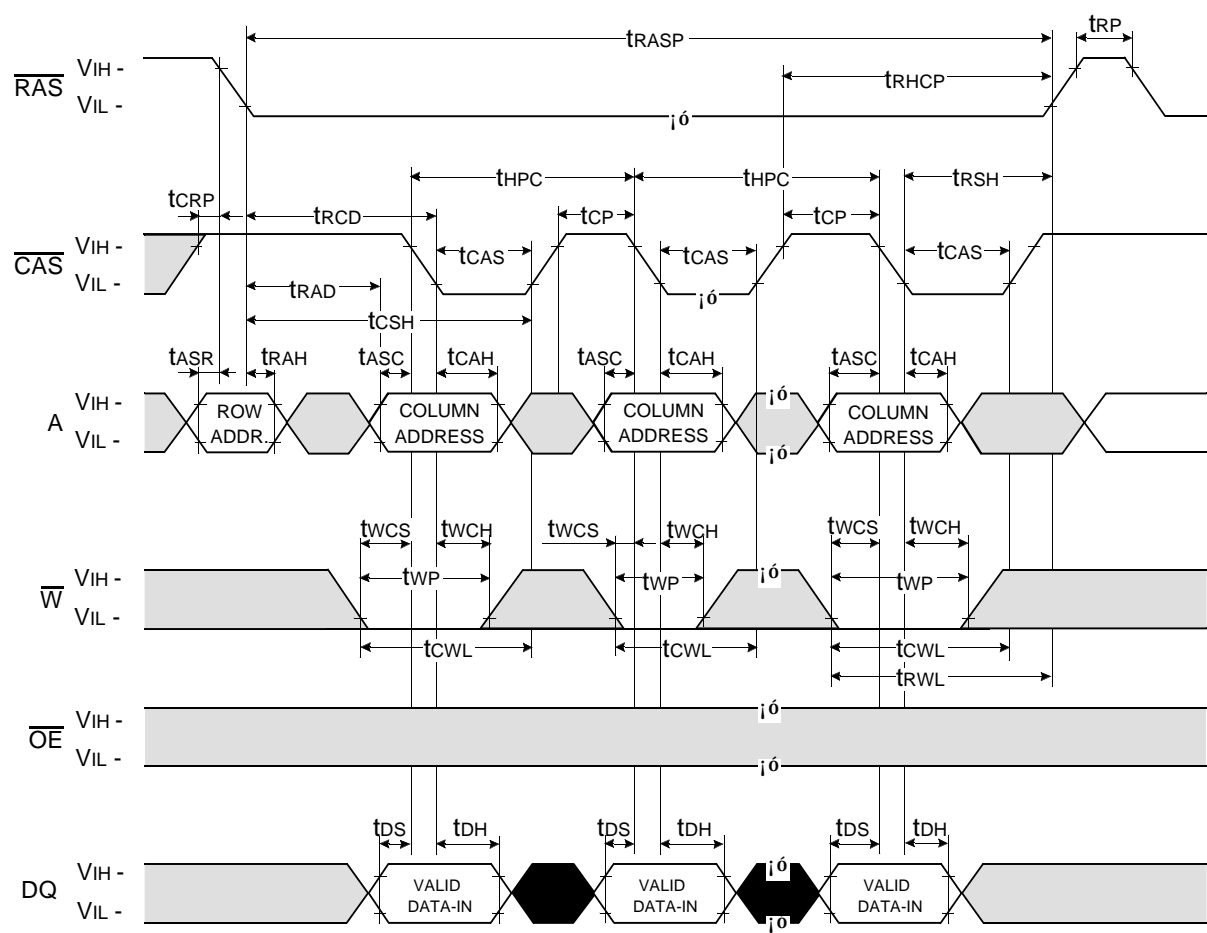 tRASP
tRP
VIH -
RAS
VIL -
tRHCP
¡ó
tHPC
tHPC
tRSH
tCRP
tRCD
tCP
tCP
VIH -
CAS
VIL -
tCAS
tCAS
tCAS
¡ó
tRAD
tCSH
tASR
tRAH
tASC
tCAH
tASC
tCAH
tASC
tCAH
VIH -
A
VIL -
ROW
ADDR.
COLUMN
ADDRESS
COLUMN
ADDRESS
¡ó
¡ó
COLUMN
ADDRESS
tWCS
tWCH
tWCS
tWCH
tWCS
tWCH
VIH -
W
VIL -
tWP
tWP
¡ó
tWP
tCWL
tCWL
tCWL
tRWL
VIH -
OE
VIL -
¡ó
¡ó
tDS
tDH
tDS
tDH
tDS
tDH
VIH -
DQ
VIL -
VALID
DATA-IN
VALID
DATA-IN
¡ó
¡ó
VALID
DATA-IN